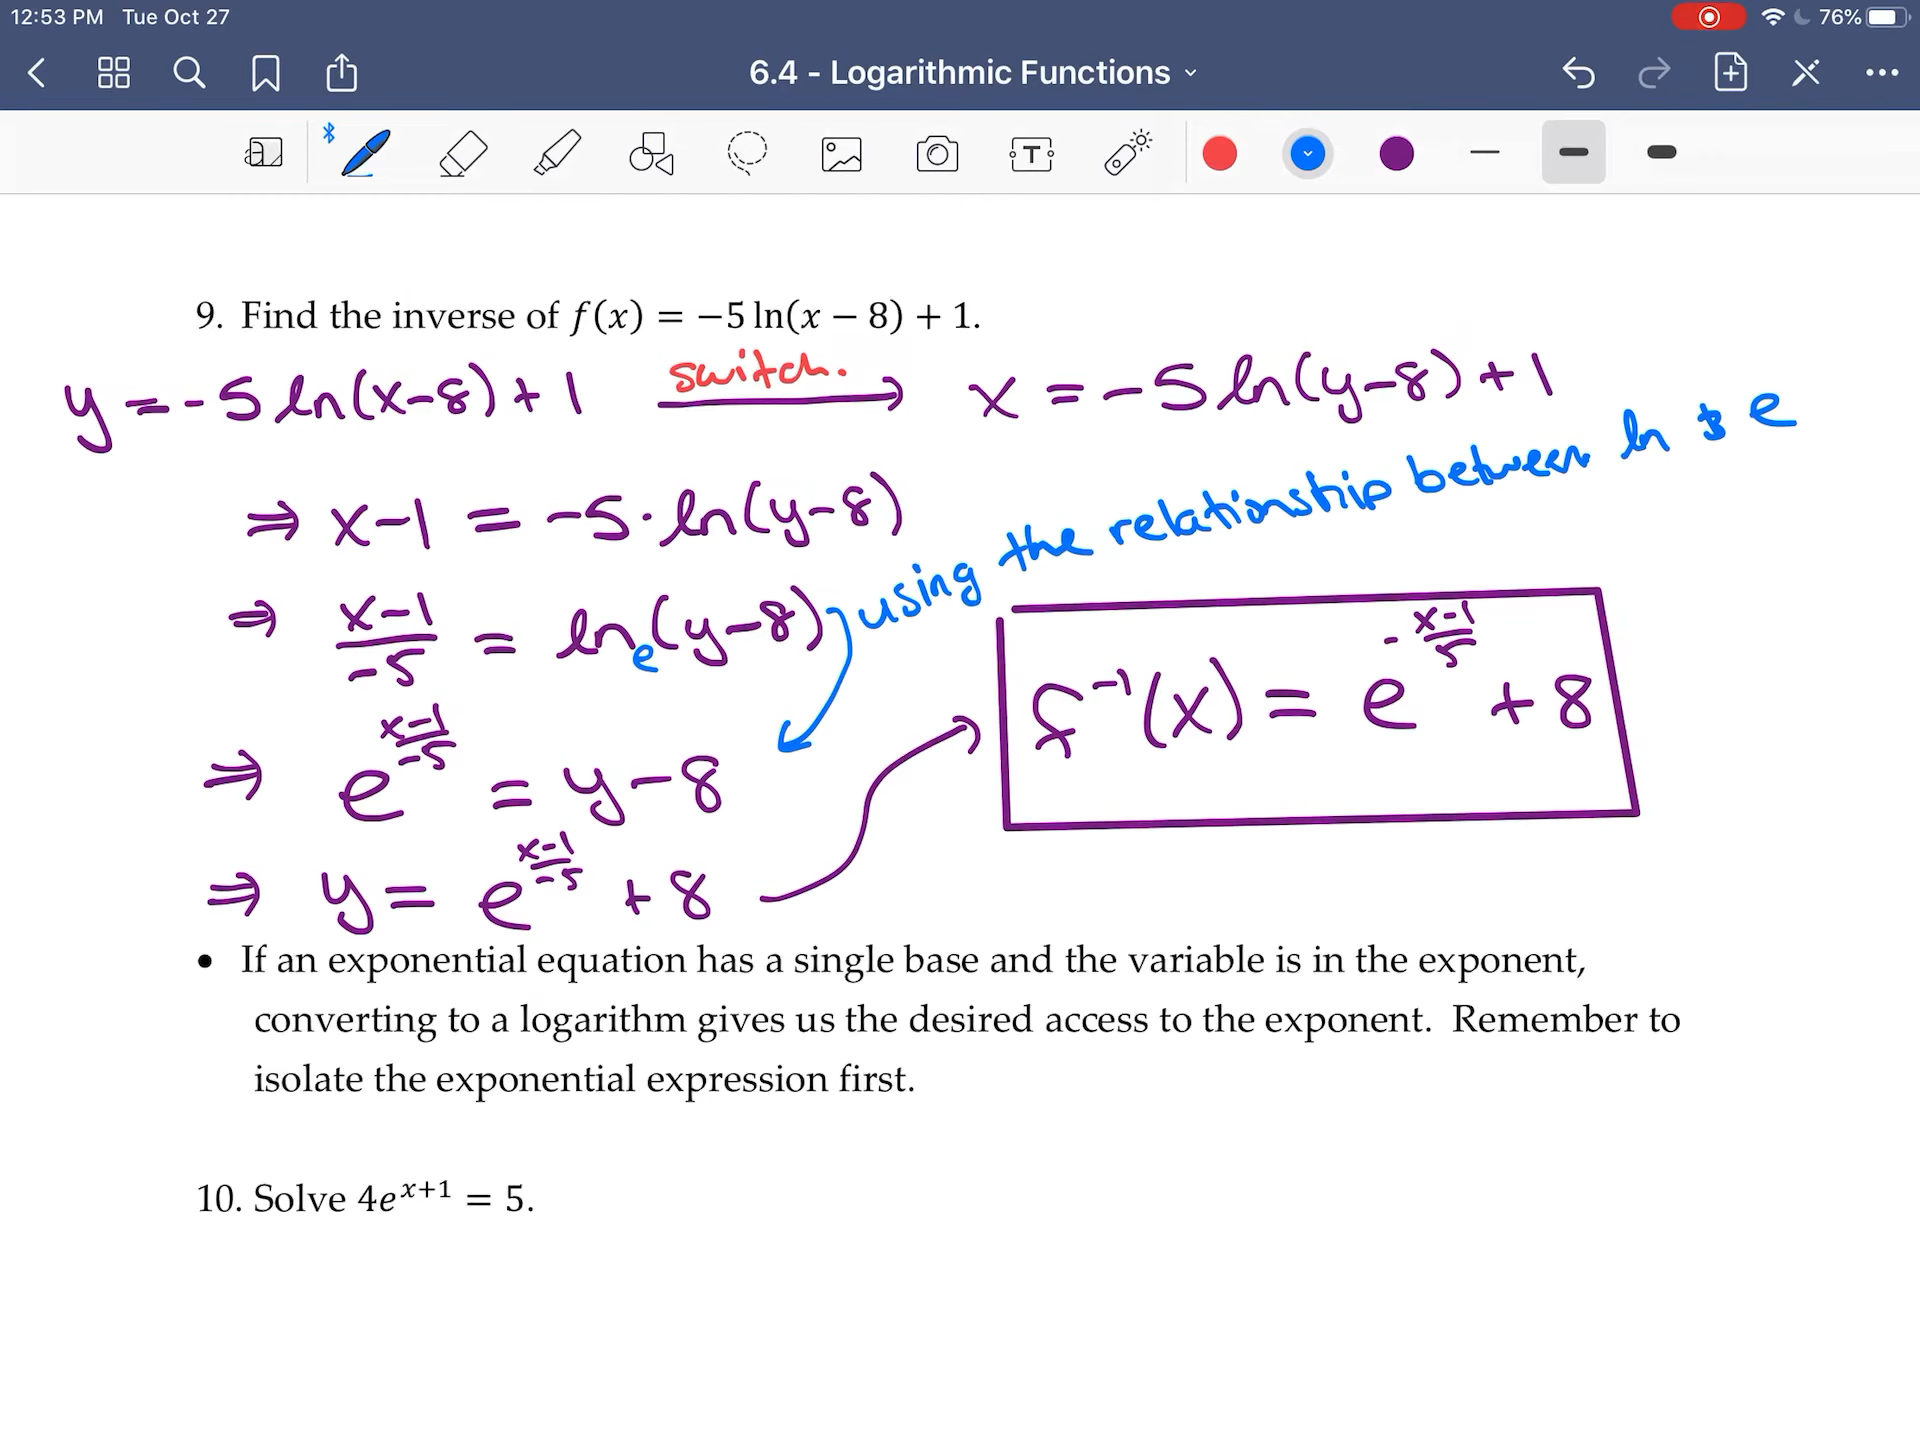 12:53 PM Tue Oct 27
76%
6.4 - Logarithmic Functions
9. Find the inverse of f(x) = −5 ln(x − 8) + 1.
y = -5 ln(x-8)+1 switch. → x = -5 ln(y-8)+1
⇒ x-1 = -5·ln(y-8)
using the relationship between ln & e
⇒ (x-1)/(-5) = ln_e(y-8)
⇒ e^((x-1)/(-5)) = y-8
⇒ y = e^((x-1)/(-5)) + 8
f⁻¹(x) = e^(-(x-1)/5) + 8
• If an exponential equation has a single base and the variable is in the exponent,
converting to a logarithm gives us the desired access to the exponent. Remember to
isolate the exponential expression first.
10. Solve 4e^(x+1) = 5.